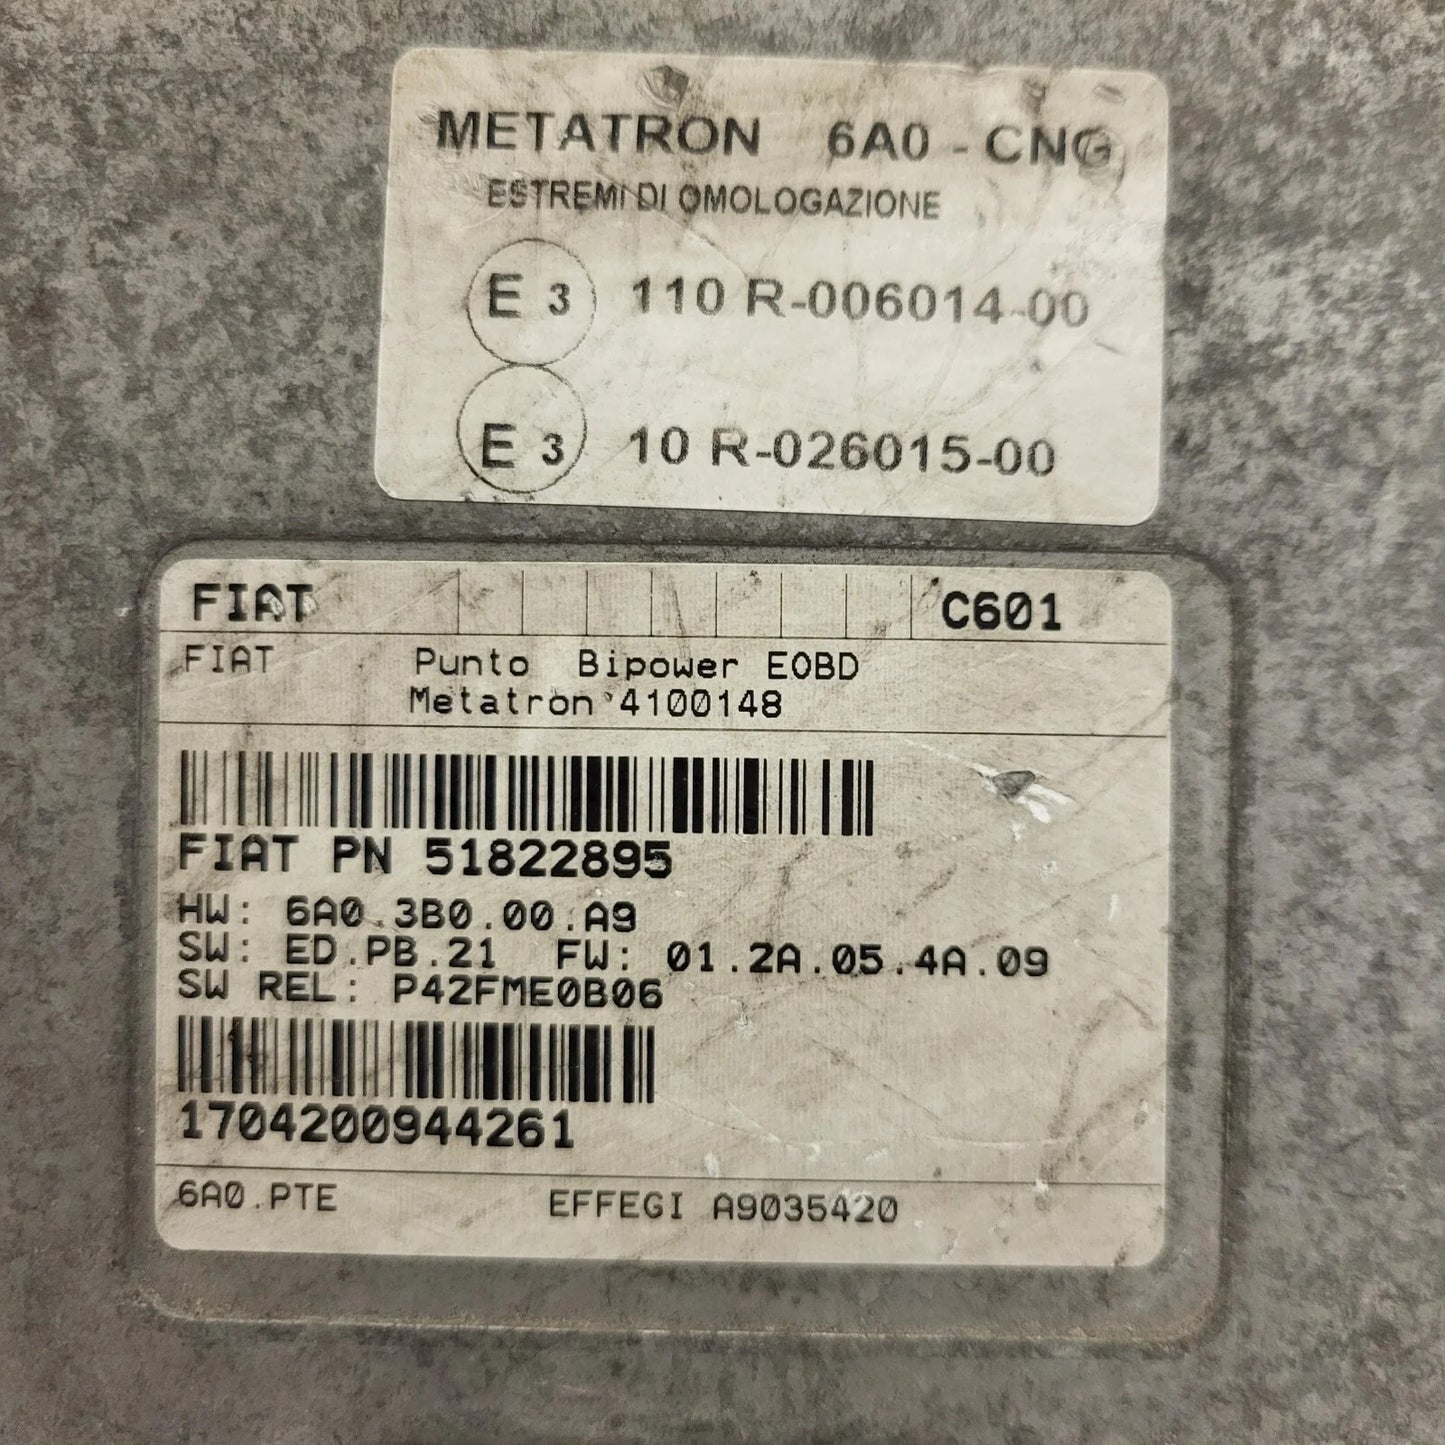 METATRON 6A0 - CNG
ESTREMI DI OMOLOGAZIONE
E 3 110 R-006014-00
E 3 10 R-026015-00
FIAT C601
FIAT Punto Bipower EOBD
Metatron 4100148
FIAT PN 51822895
HW: 6A0.3B0.00.A9
SW: ED.PB.21 FW: 01.2A.05.4A.09
SW REL: P42FME0B06
1704200944261
6A0.PTE EFFEGI A9035420